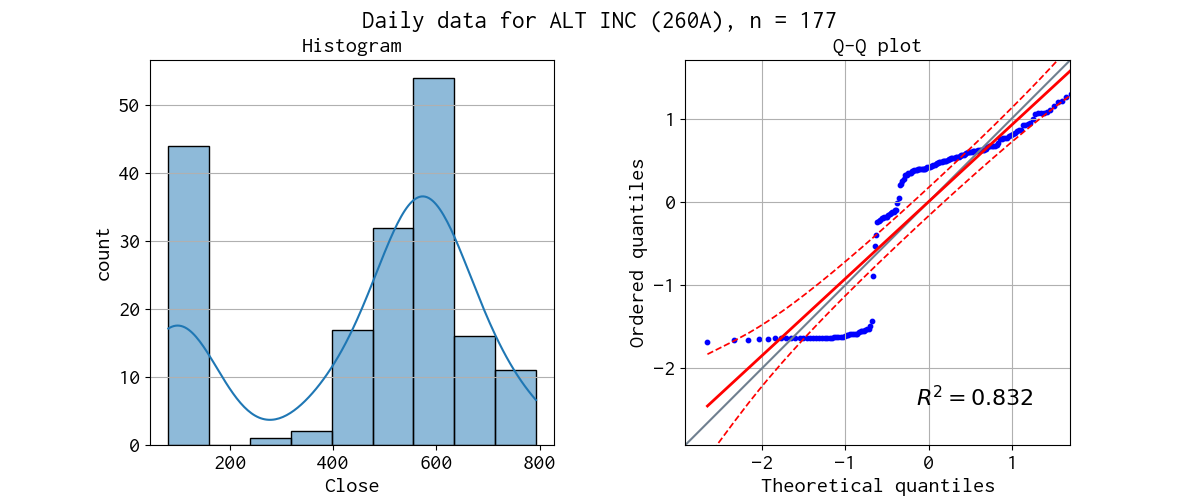 Daily data for ALT INC (260A), n = 177
Histogram
count
50
40
30
20
10
0
200
400
600
800
Close
Q-Q plot
Ordered quantiles
1
0
−1
−2
R² = 0.832
−2
−1
0
1
Theoretical quantiles